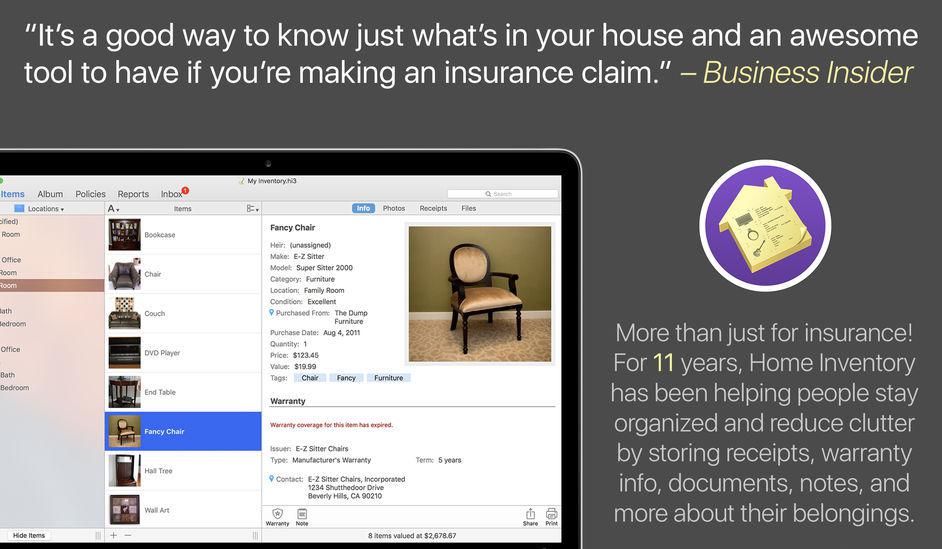 “It’s a good way to know just what’s in your house and an awesome
tool to have if you’re making an insurance claim.” – Business Insider
My Inventory.hi3
Items Album Policies Reports Inbox 1
Search
Locations
A
Items
Info Photos Receipts Files
cified)
Room
Office
Room
Room
Bath
Bedroom
Office
Bath
Bedroom
Hide Items
Bookcase
Chair
Couch
DVD Player
End Table
Fancy Chair
Hall Tree
Wall Art
Fancy Chair
Heir: (unassigned)
Make: E-Z Sitter
Model: Super Sitter 2000
Category: Furniture
Location: Family Room
Condition: Excellent
Purchased From: The Dump
Furniture
Purchase Date: Aug 4, 2011
Quantity: 1
Price: $123.45
Value: $19.99
Tags: Chair Fancy Furniture
Warranty
Warranty coverage for this item has expired.
Issuer: E-Z Sitter Chairs
Type: Manufacturer's Warranty Term: 5 years
Contact: E-Z Sitter Chairs, Incorporated
1234 Shutthedoor Drive
Beverly Hills, CA 90210
Warranty Note Share Print
8 items valued at $2,678.67
More than just for insurance!
For 11 years, Home Inventory
has been helping people stay
organized and reduce clutter
by storing receipts, warranty
info, documents, notes, and
more about their belongings.